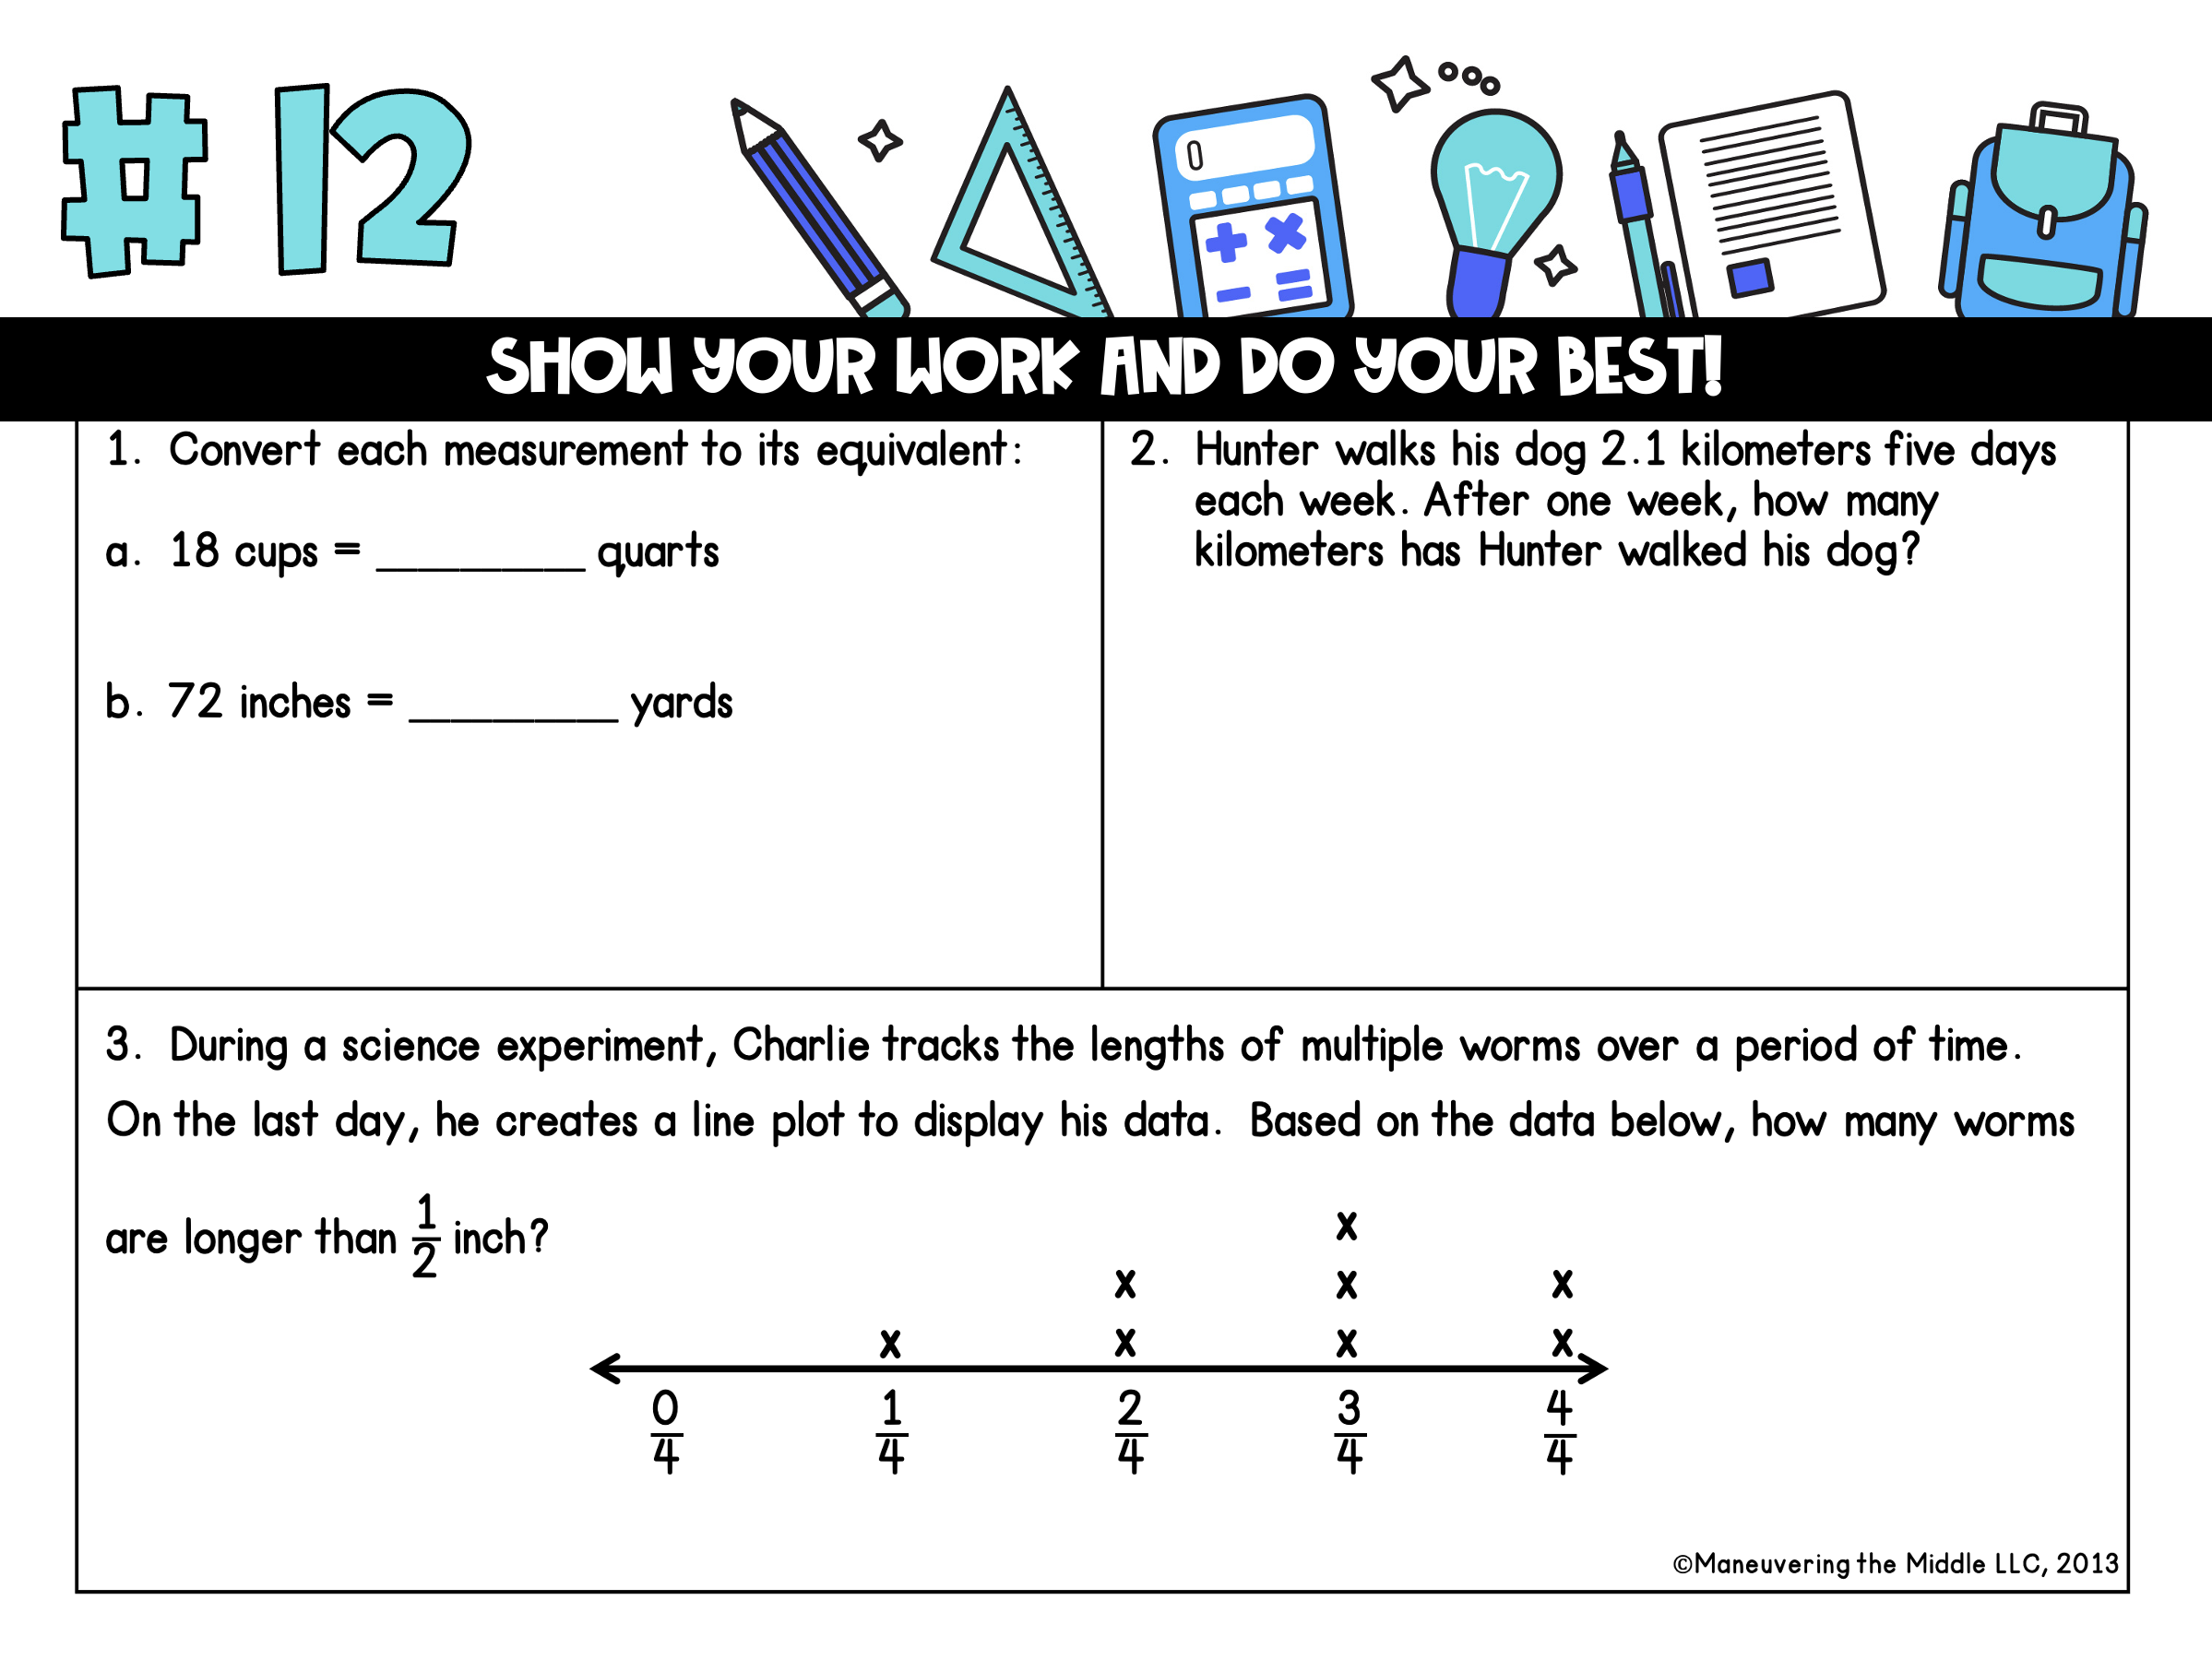 # 12
SHOW YOUR WORK AND DO YOUR BEST!
1. Convert each measurement to its equivalent:
a. 18 cups = __________ quarts
b. 72 inches = __________ yards
2. Hunter walks his dog 2.1 kilometers five days
each week. After one week, how many
kilometers has Hunter walked his dog?
3. During a science experiment, Charlie tracks the lengths of multiple worms over a period of time.
On the last day, he creates a line plot to display his data. Based on the data below, how many worms
are longer than 1/2 inch?
x
x x x
x x x x
0/4 1/4 2/4 3/4 4/4
©Maneuvering the Middle LLC, 2013